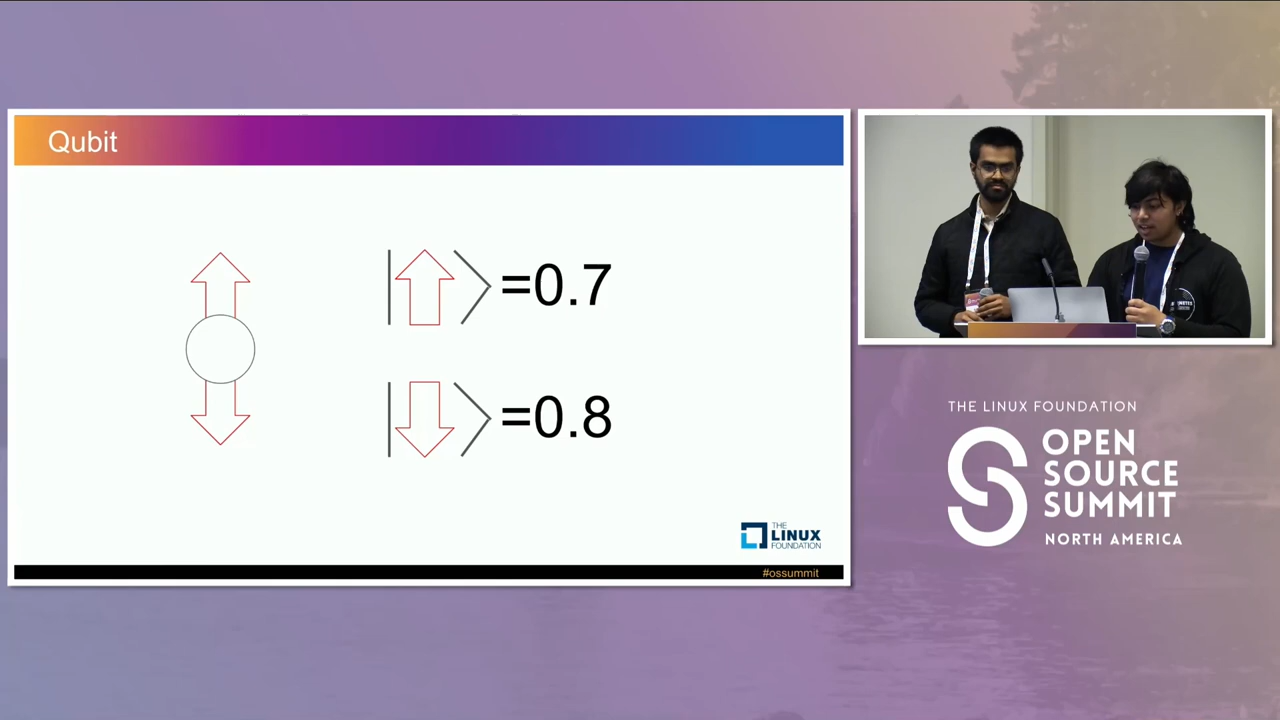 Qubit
=0.7
=0.8
THE
LINUX
FOUNDATION
#ossummit
THE LINUX FOUNDATION
OPEN
SOURCE
SUMMIT
NORTH AMERICA